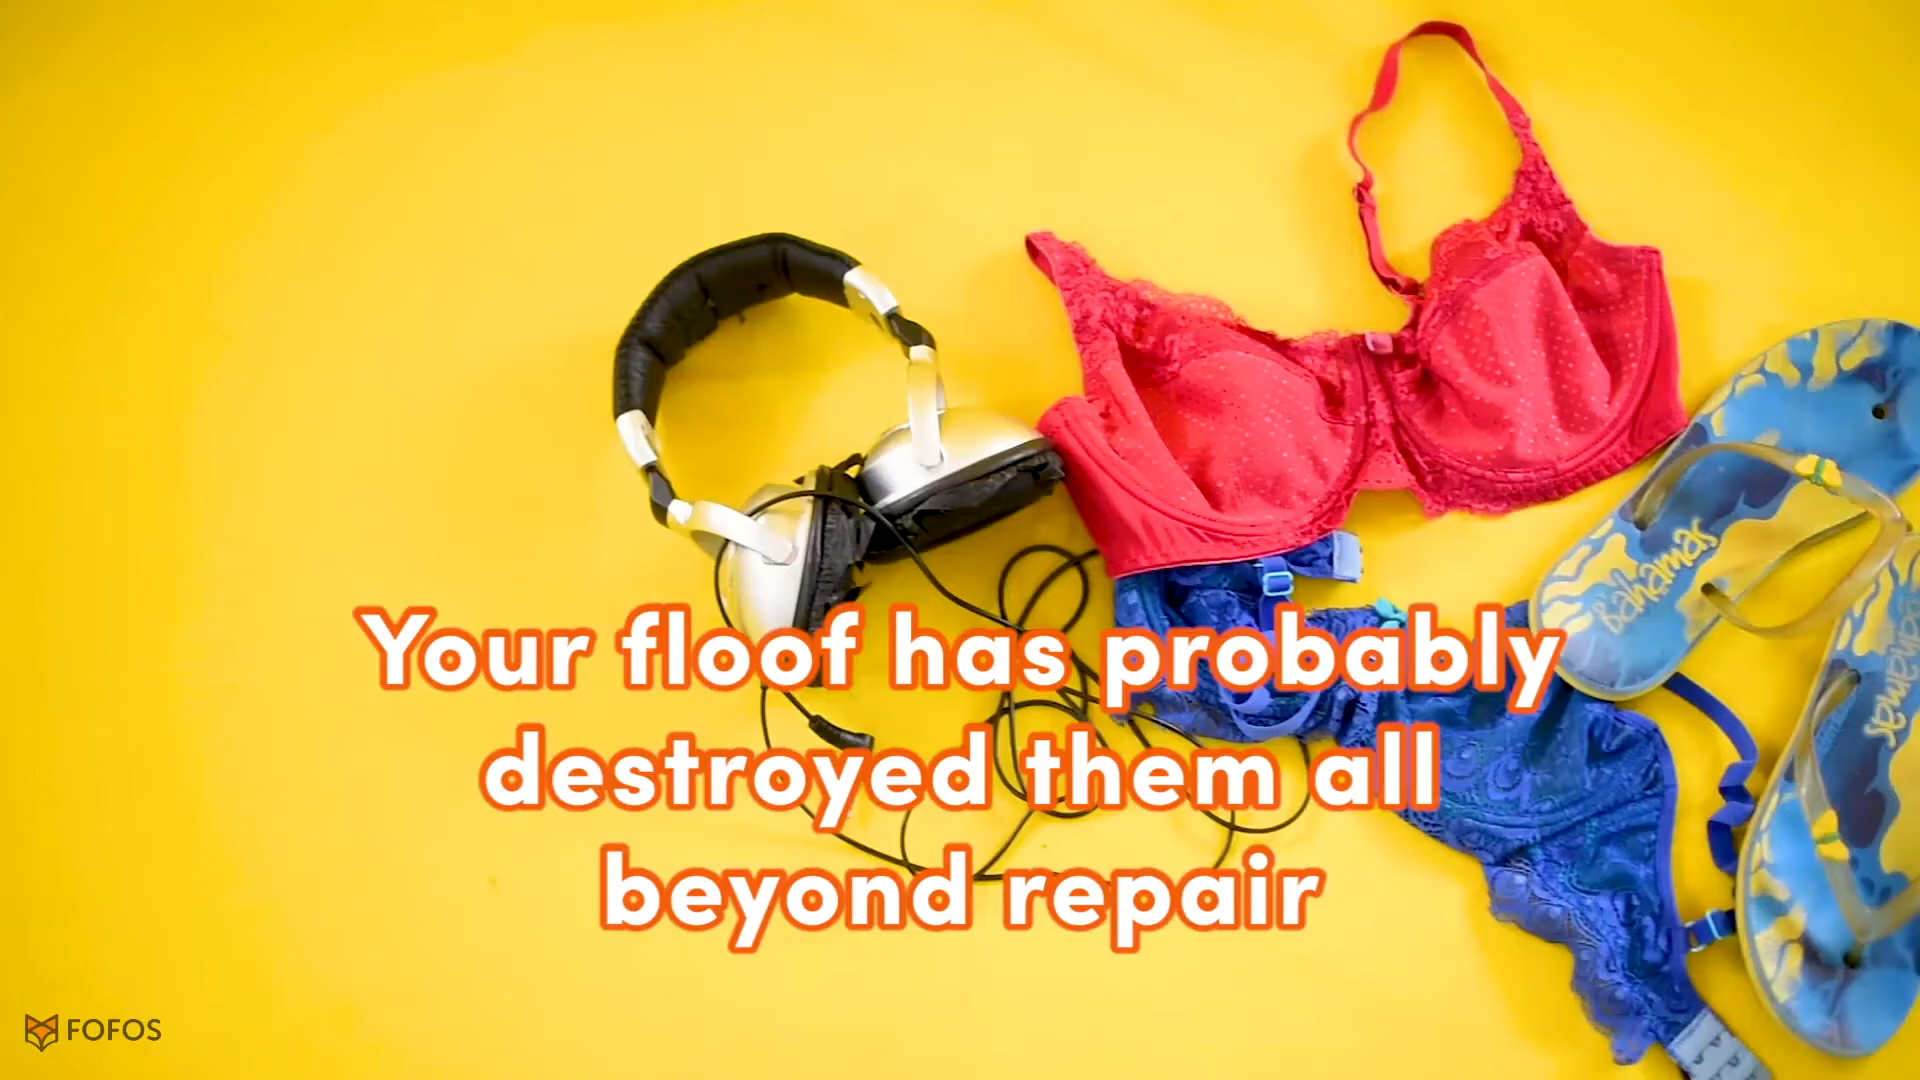 Bahamas
Bahamas
Your floof has probably
destroyed them all
beyond repair
FOFOS